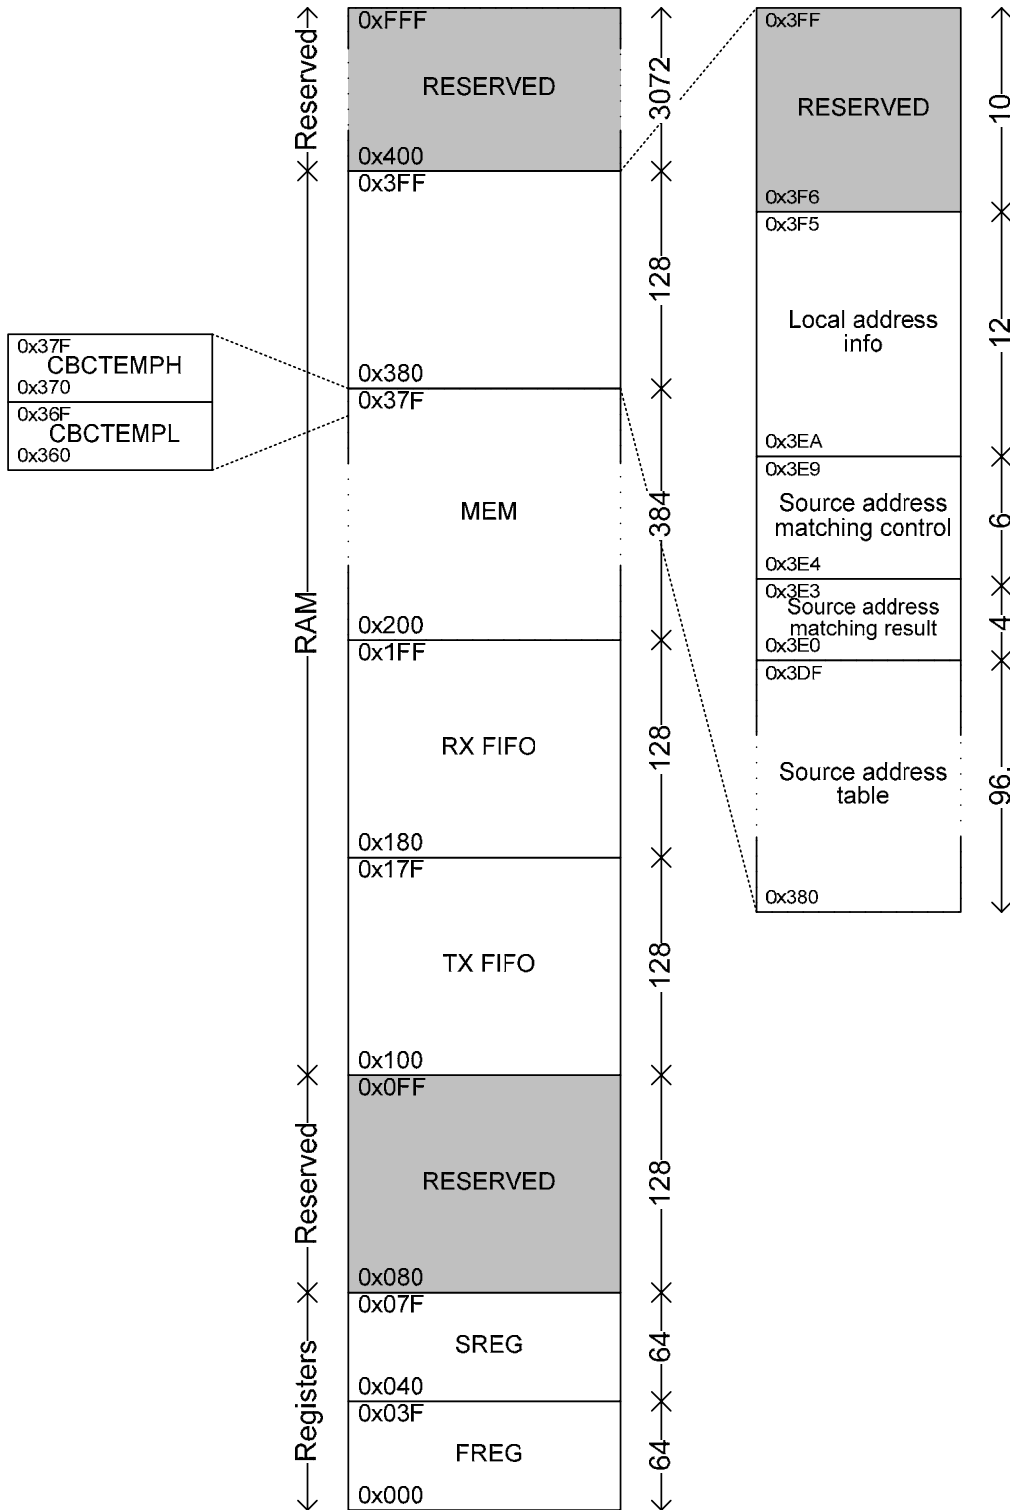 0xFFF
RESERVED
0x400
0x3FF
0x380
0x37F
MEM
0x200
0x1FF
RX FIFO
0x180
0x17F
TX FIFO
0x100
0x0FF
RESERVED
0x080
0x07F
SREG
0x040
0x03F
FREG
0x000
Reserved
RAM
Reserved
Registers
3072
128
384
128
128
128
64
64
0x37F
CBCTEMPH
0x370
0x36F
CBCTEMPL
0x360
0x3FF
RESERVED
0x3F6
0x3F5
Local address
info
0x3EA
0x3E9
Source address
matching control
0x3E4
0x3E3
Source address
matching result
0x3E0
0x3DF
Source address
table
0x380
10
12
6
4
96.